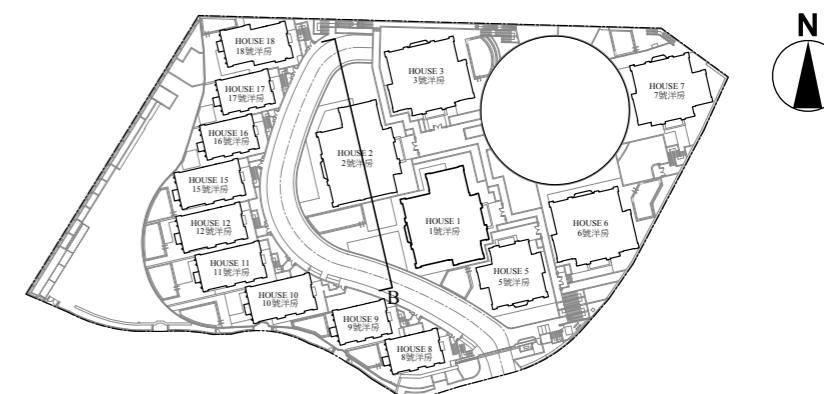 N
HOUSE 18
18號洋房
HOUSE 17
17號洋房
HOUSE 16
16號洋房
HOUSE 15
15號洋房
HOUSE 12
12號洋房
HOUSE 11
11號洋房
HOUSE 10
10號洋房
HOUSE 9
9號洋房
HOUSE 8
8號洋房
HOUSE 3
3號洋房
HOUSE 2
2號洋房
HOUSE 1
1號洋房
HOUSE 5
5號洋房
HOUSE 6
6號洋房
HOUSE 7
7號洋房
B